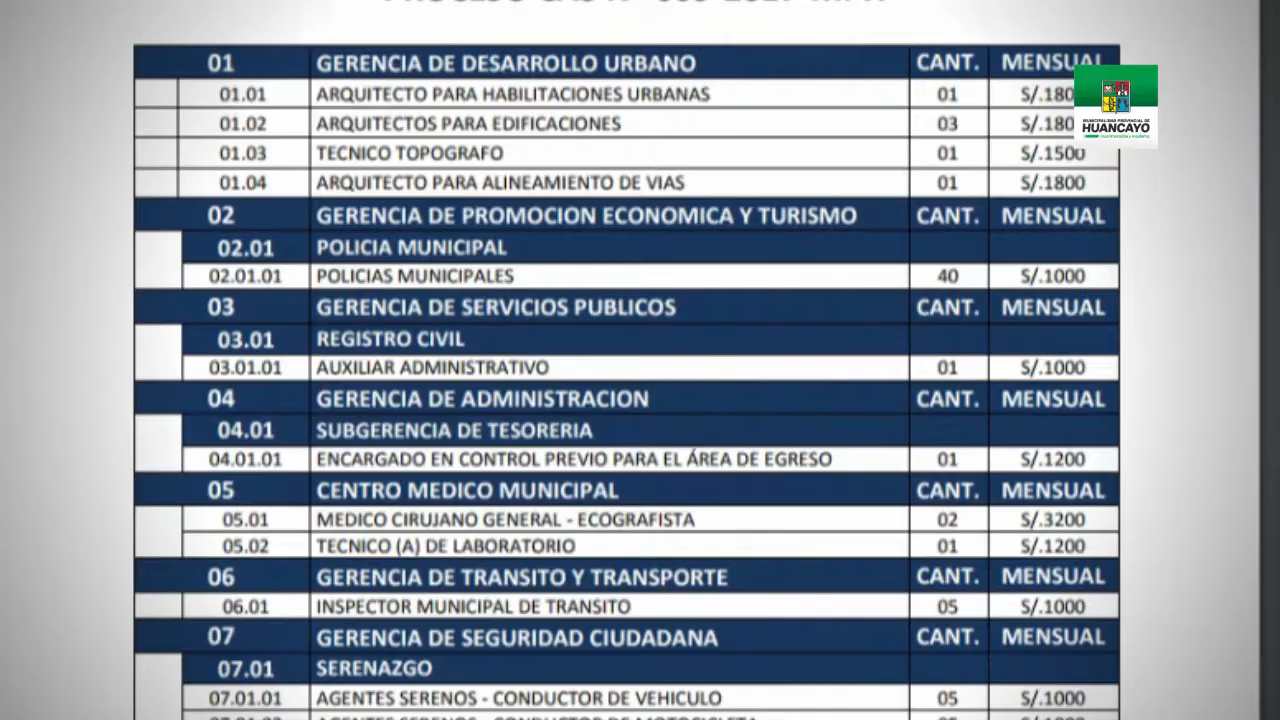 01 GERENCIA DE DESARROLLO URBANO CANT. MENSUAL
01.01 ARQUITECTO PARA HABILITACIONES URBANAS 01 S/.180
01.02 ARQUITECTOS PARA EDIFICACIONES 03 S/.180
MUNICIPALIDAD PROVINCIAL DE
HUANCAYO
01.03 TECNICO TOPOGRAFO 01 S/.1500
01.04 ARQUITECTO PARA ALINEAMIENTO DE VIAS 01 S/.1800
02 GERENCIA DE PROMOCION ECONOMICA Y TURISMO CANT. MENSUAL
02.01 POLICIA MUNICIPAL
02.01.01 POLICIAS MUNICIPALES 40 S/.1000
03 GERENCIA DE SERVICIOS PUBLICOS CANT. MENSUAL
03.01 REGISTRO CIVIL
03.01.01 AUXILIAR ADMINISTRATIVO 01 S/.1000
04 GERENCIA DE ADMINISTRACION CANT. MENSUAL
04.01 SUBGERENCIA DE TESORERIA
04.01.01 ENCARGADO EN CONTROL PREVIO PARA EL ÁREA DE EGRESO 01 S/.1200
05 CENTRO MEDICO MUNICIPAL CANT. MENSUAL
05.01 MEDICO CIRUJANO GENERAL - ECOGRAFISTA 02 S/.3200
05.02 TECNICO (A) DE LABORATORIO 01 S/.1200
06 GERENCIA DE TRANSITO Y TRANSPORTE CANT. MENSUAL
06.01 INSPECTOR MUNICIPAL DE TRANSITO 05 S/.1000
07 GERENCIA DE SEGURIDAD CIUDADANA CANT. MENSUAL
07.01 SERENAZGO
07.01.01 AGENTES SERENOS - CONDUCTOR DE VEHICULO 05 S/.1000